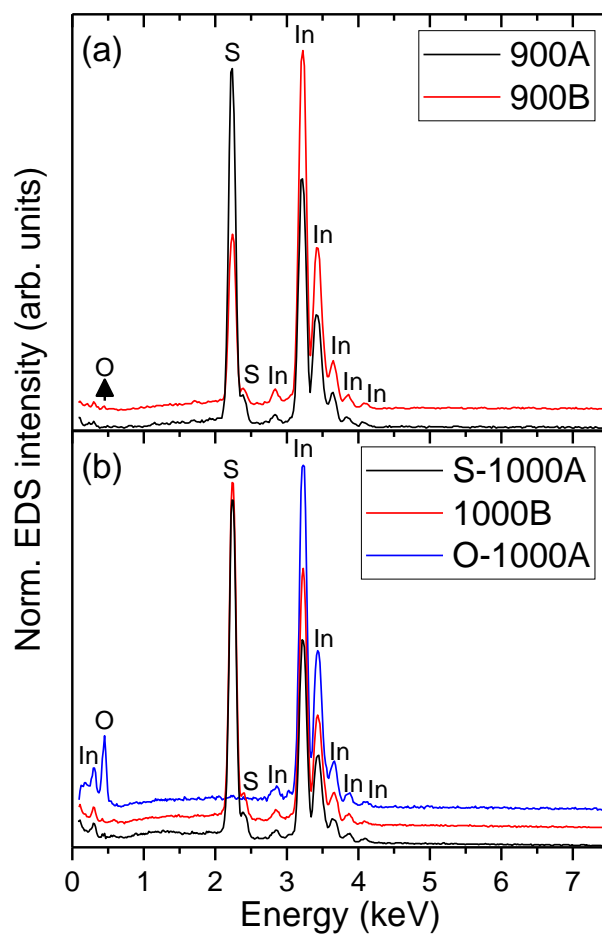 (a)
S
In
900A
900B
In
O
S
In
In
In
In
(b)
S
In
S-1000A
1000B
O-1000A
In
In
O
S
In
In
In
In
0
1
2
3
4
5
6
7
Energy (keV)
Norm. EDS intensity (arb. units)